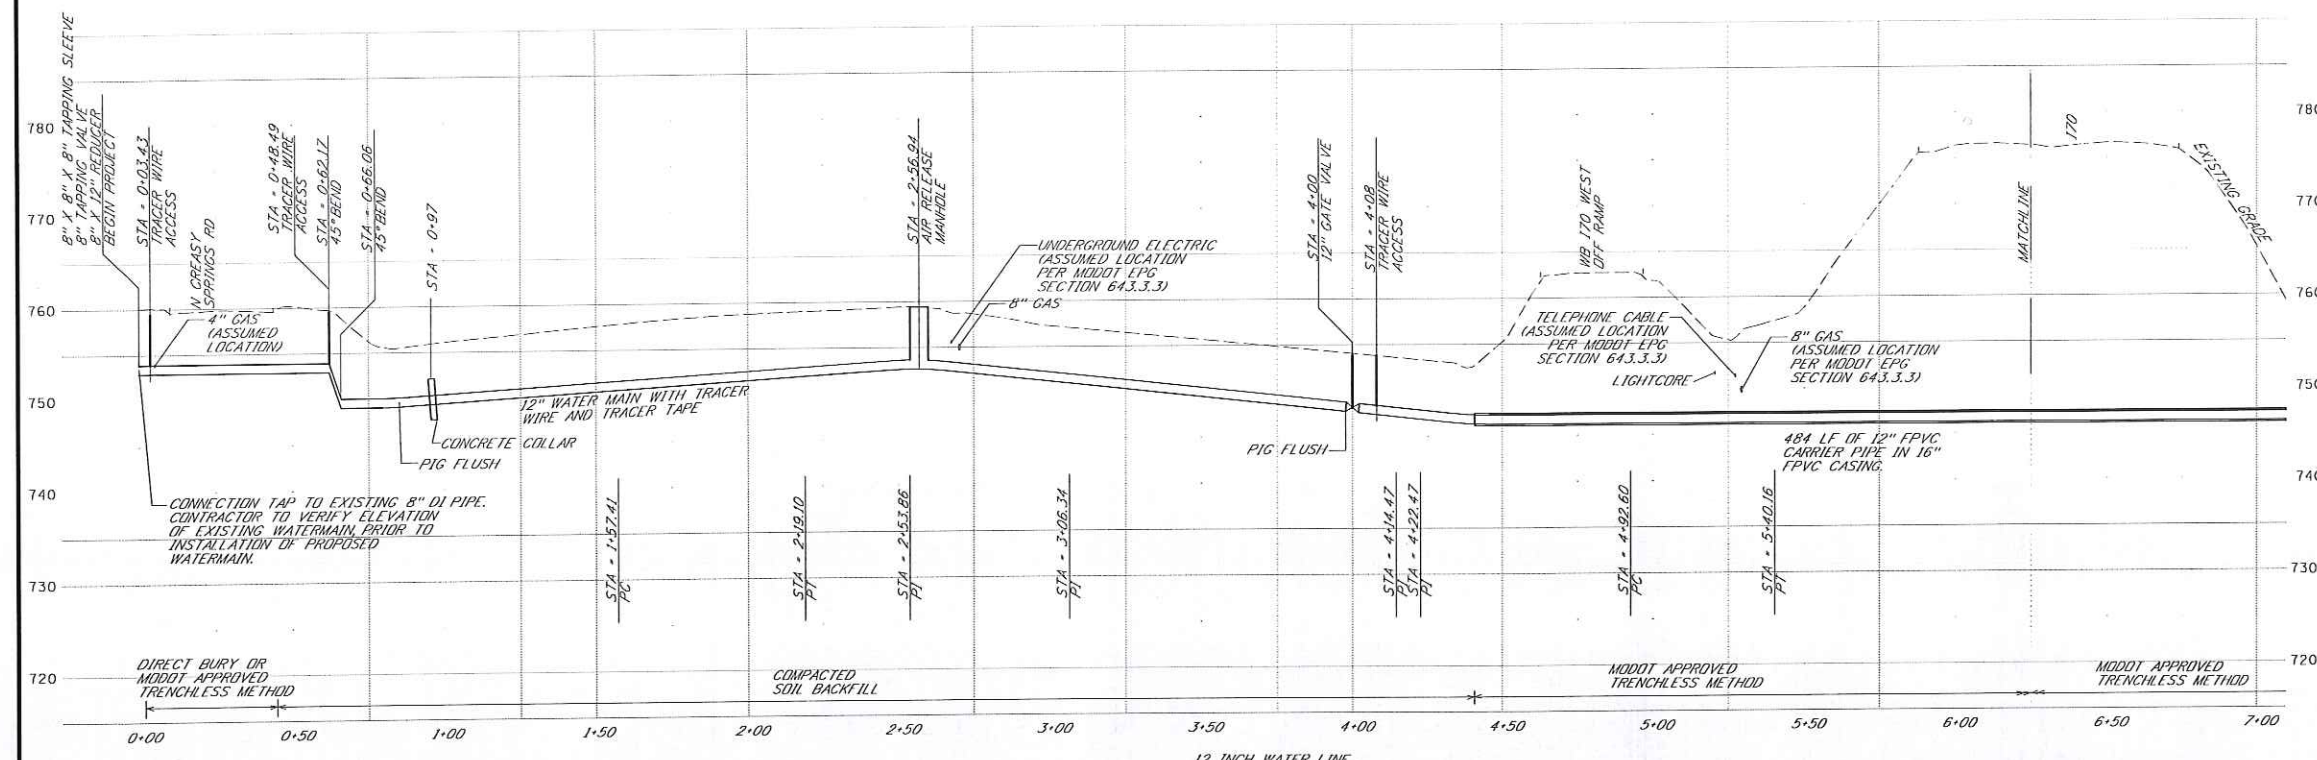 8" X 8" X 8" TAPPING SLEEVE
8" TAPPING VALVE
8" X 12" REDUCER
BEGIN PROJECT
STA = 0+03.43
TRACER WIRE
ACCESS
N GREASY
SPRINGS RD
STA = 0+48.49
TRACER WIRE
ACCESS
STA = 0+62.17
45° BEND
STA = 0+66.06
45° BEND
STA = 0+97
STA = 2+56.94
AIR RELEASE
MANHOLE
UNDERGROUND ELECTRIC
(ASSUMED LOCATION
PER MODOT EPG
SECTION 643.3.3)
8" GAS
STA = 4+00
12" GATE VALVE
STA = 4+08
TRACER WIRE
ACCESS
WB 170 WEST
OFF RAMP
170
MATCHLINE
EXISTING GRADE
780
770
760
750
740
730
720
780
770
760
750
740
730
720
4" GAS
(ASSUMED
LOCATION)
TELEPHONE CABLE
(ASSUMED LOCATION
PER MODOT EPG
SECTION 643.3.3)
LIGHTCORE
8" GAS
(ASSUMED LOCATION
PER MODOT EPG
SECTION 643.3.3)
12" WATER MAIN WITH TRACER
WIRE AND TRACER TAPE
CONCRETE COLLAR
PIG FLUSH
PIG FLUSH
484 LF OF 12" FPVC
CARRIER PIPE IN 16"
FPVC CASING.
CONNECTION TAP TO EXISTING 8" DI PIPE.
CONTRACTOR TO VERIFY ELEVATION
OF EXISTING WATERMAIN, PRIOR TO
INSTALLATION OF PROPOSED
WATERMAIN.
STA = 1+57.41
PC
STA = 2+19.10
PT
STA = 2+53.86
PI
STA = 3+06.34
PI
STA = 4+14.47
PI
STA = 4+22.47
PI
STA = 4+92.60
PC
STA = 5+40.16
PT
DIRECT BURY OR
MODOT APPROVED
TRENCHLESS METHOD
COMPACTED
SOIL BACKFILL
MODOT APPROVED
TRENCHLESS METHOD
MODOT APPROVED
TRENCHLESS METHOD
0+00
0+50
1+00
1+50
2+00
2+50
3+00
3+50
4+00
4+50
5+00
5+50
6+00
6+50
7+00
12 INCH WATER LINE